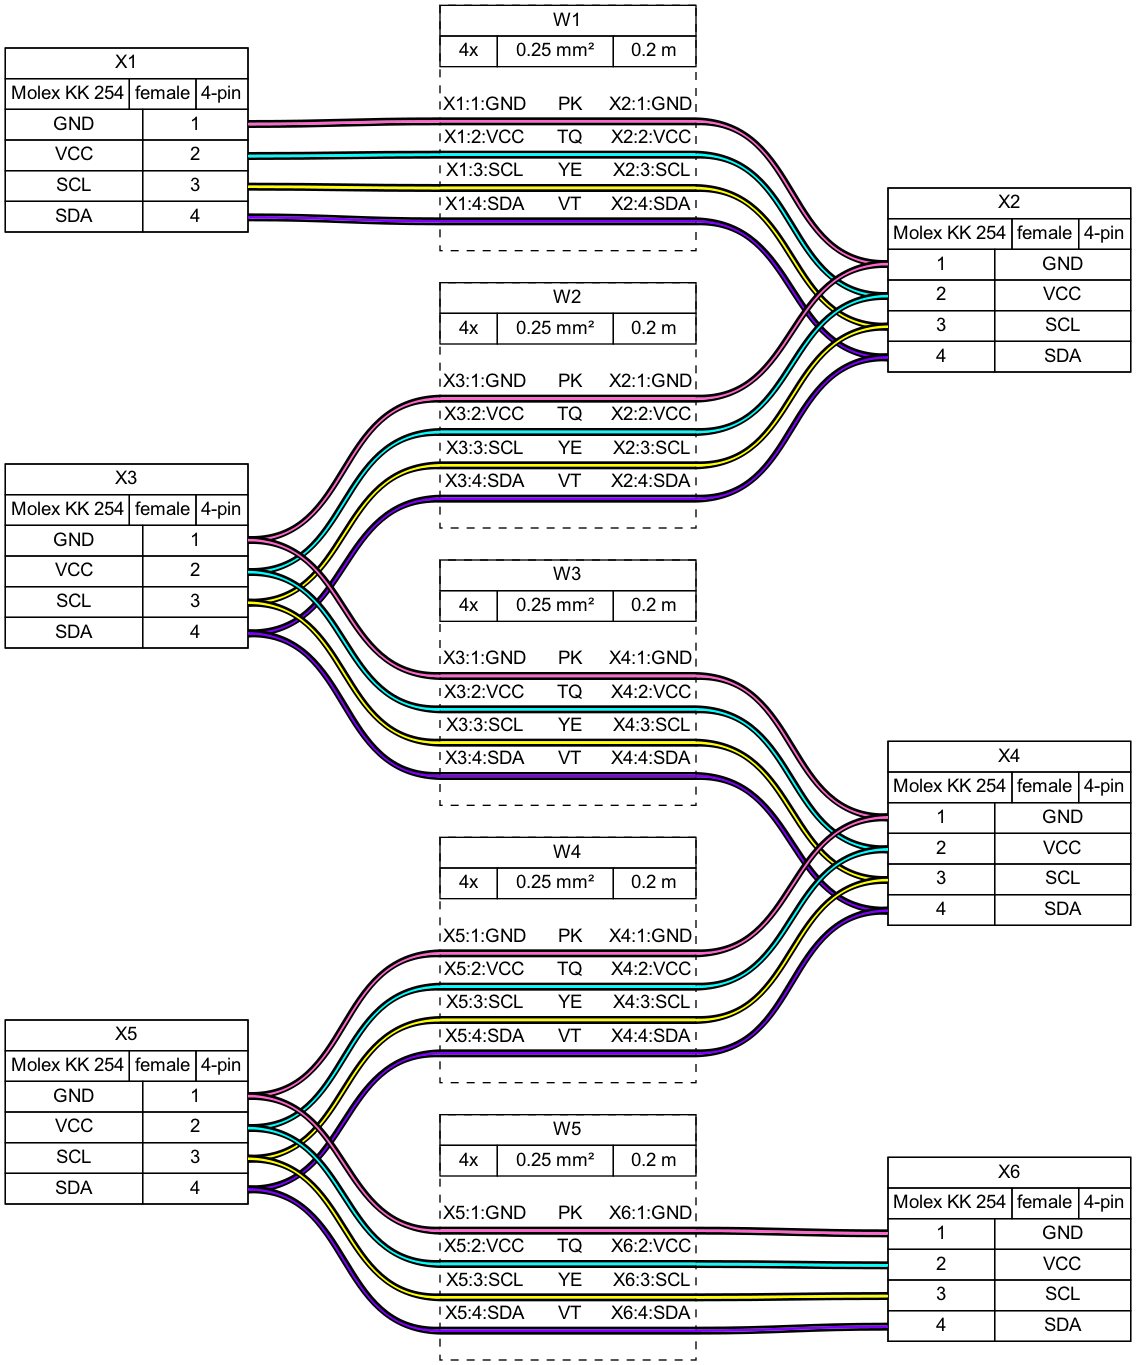 X1
Molex KK 254 female 4-pin
GND 1
VCC 2
SCL 3
SDA 4
W1
4x 0.25 mm² 0.2 m
X1:1:GND PK X2:1:GND
X1:2:VCC TQ X2:2:VCC
X1:3:SCL YE X2:3:SCL
X1:4:SDA VT X2:4:SDA
X2
Molex KK 254 female 4-pin
1 GND
2 VCC
3 SCL
4 SDA
W2
4x 0.25 mm² 0.2 m
X3:1:GND PK X2:1:GND
X3:2:VCC TQ X2:2:VCC
X3:3:SCL YE X2:3:SCL
X3:4:SDA VT X2:4:SDA
X3
Molex KK 254 female 4-pin
GND 1
VCC 2
SCL 3
SDA 4
W3
4x 0.25 mm² 0.2 m
X3:1:GND PK X4:1:GND
X3:2:VCC TQ X4:2:VCC
X3:3:SCL YE X4:3:SCL
X3:4:SDA VT X4:4:SDA
X4
Molex KK 254 female 4-pin
1 GND
2 VCC
3 SCL
4 SDA
W4
4x 0.25 mm² 0.2 m
X5:1:GND PK X4:1:GND
X5:2:VCC TQ X4:2:VCC
X5:3:SCL YE X4:3:SCL
X5:4:SDA VT X4:4:SDA
X5
Molex KK 254 female 4-pin
GND 1
VCC 2
SCL 3
SDA 4
W5
4x 0.25 mm² 0.2 m
X5:1:GND PK X6:1:GND
X5:2:VCC TQ X6:2:VCC
X5:3:SCL YE X6:3:SCL
X5:4:SDA VT X6:4:SDA
X6
Molex KK 254 female 4-pin
1 GND
2 VCC
3 SCL
4 SDA